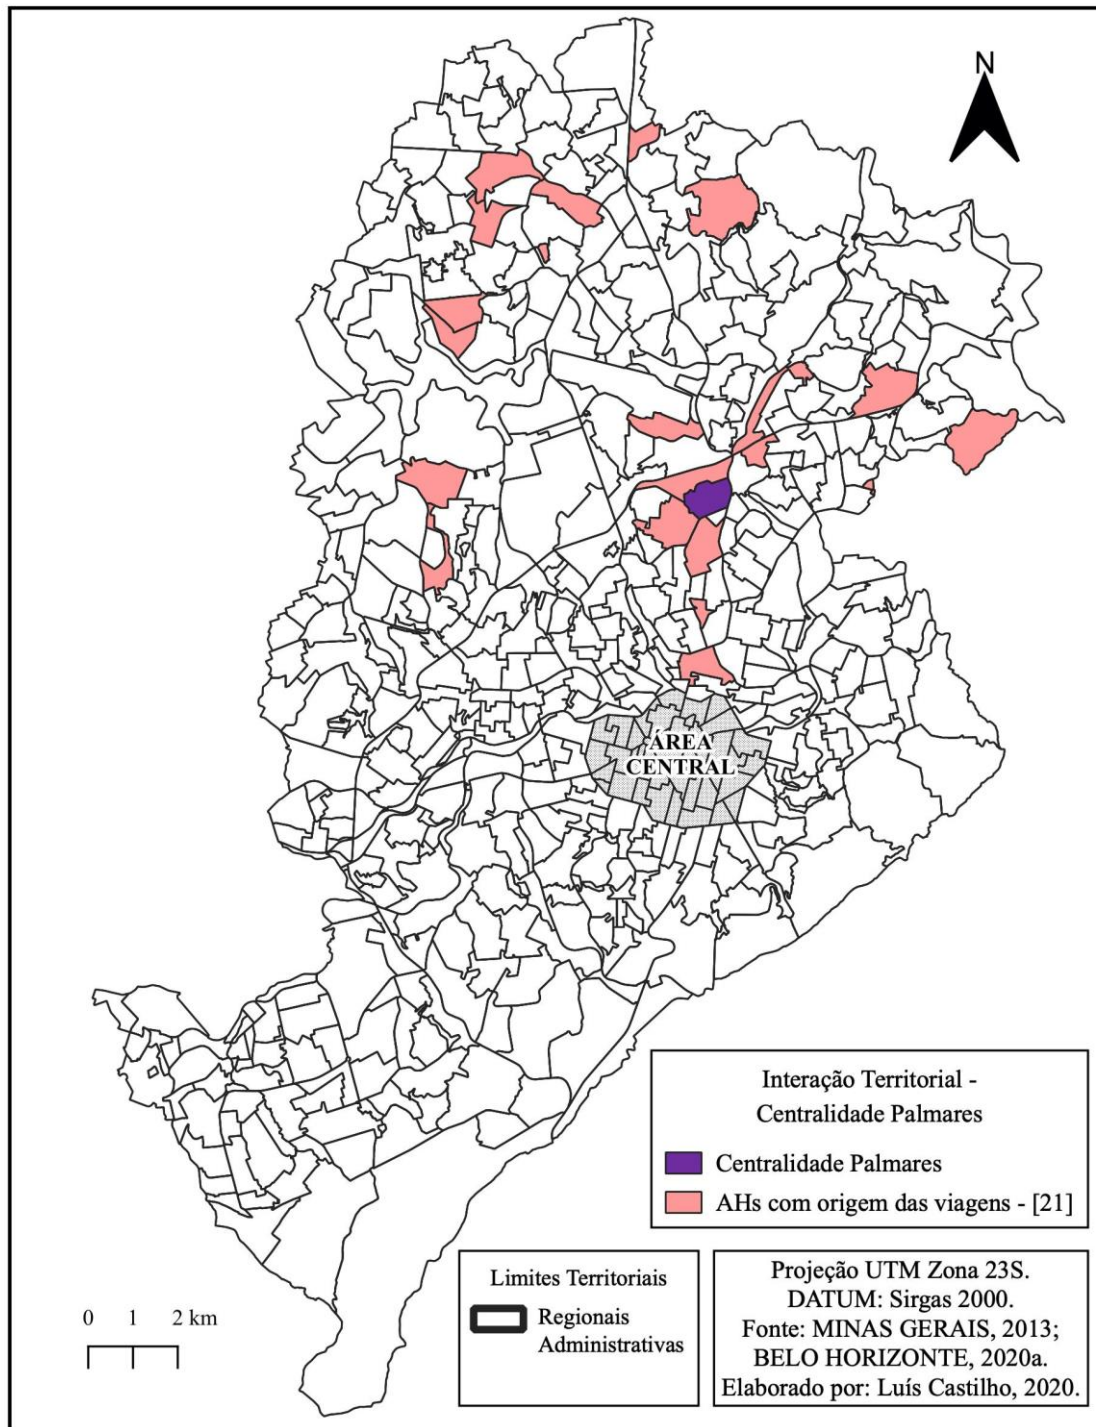 N
ÁREA
CENTRAL
Interação Territorial -
Centralidade Palmares
Centralidade Palmares
AHs com origem das viagens - [21]
Limites Territoriais
Regionais
Administrativas
Projeção UTM Zona 23S.
DATUM: Sirgas 2000.
Fonte: MINAS GERAIS, 2013;
BELO HORIZONTE, 2020a.
Elaborado por: Luís Castilho, 2020.
0 1 2 km